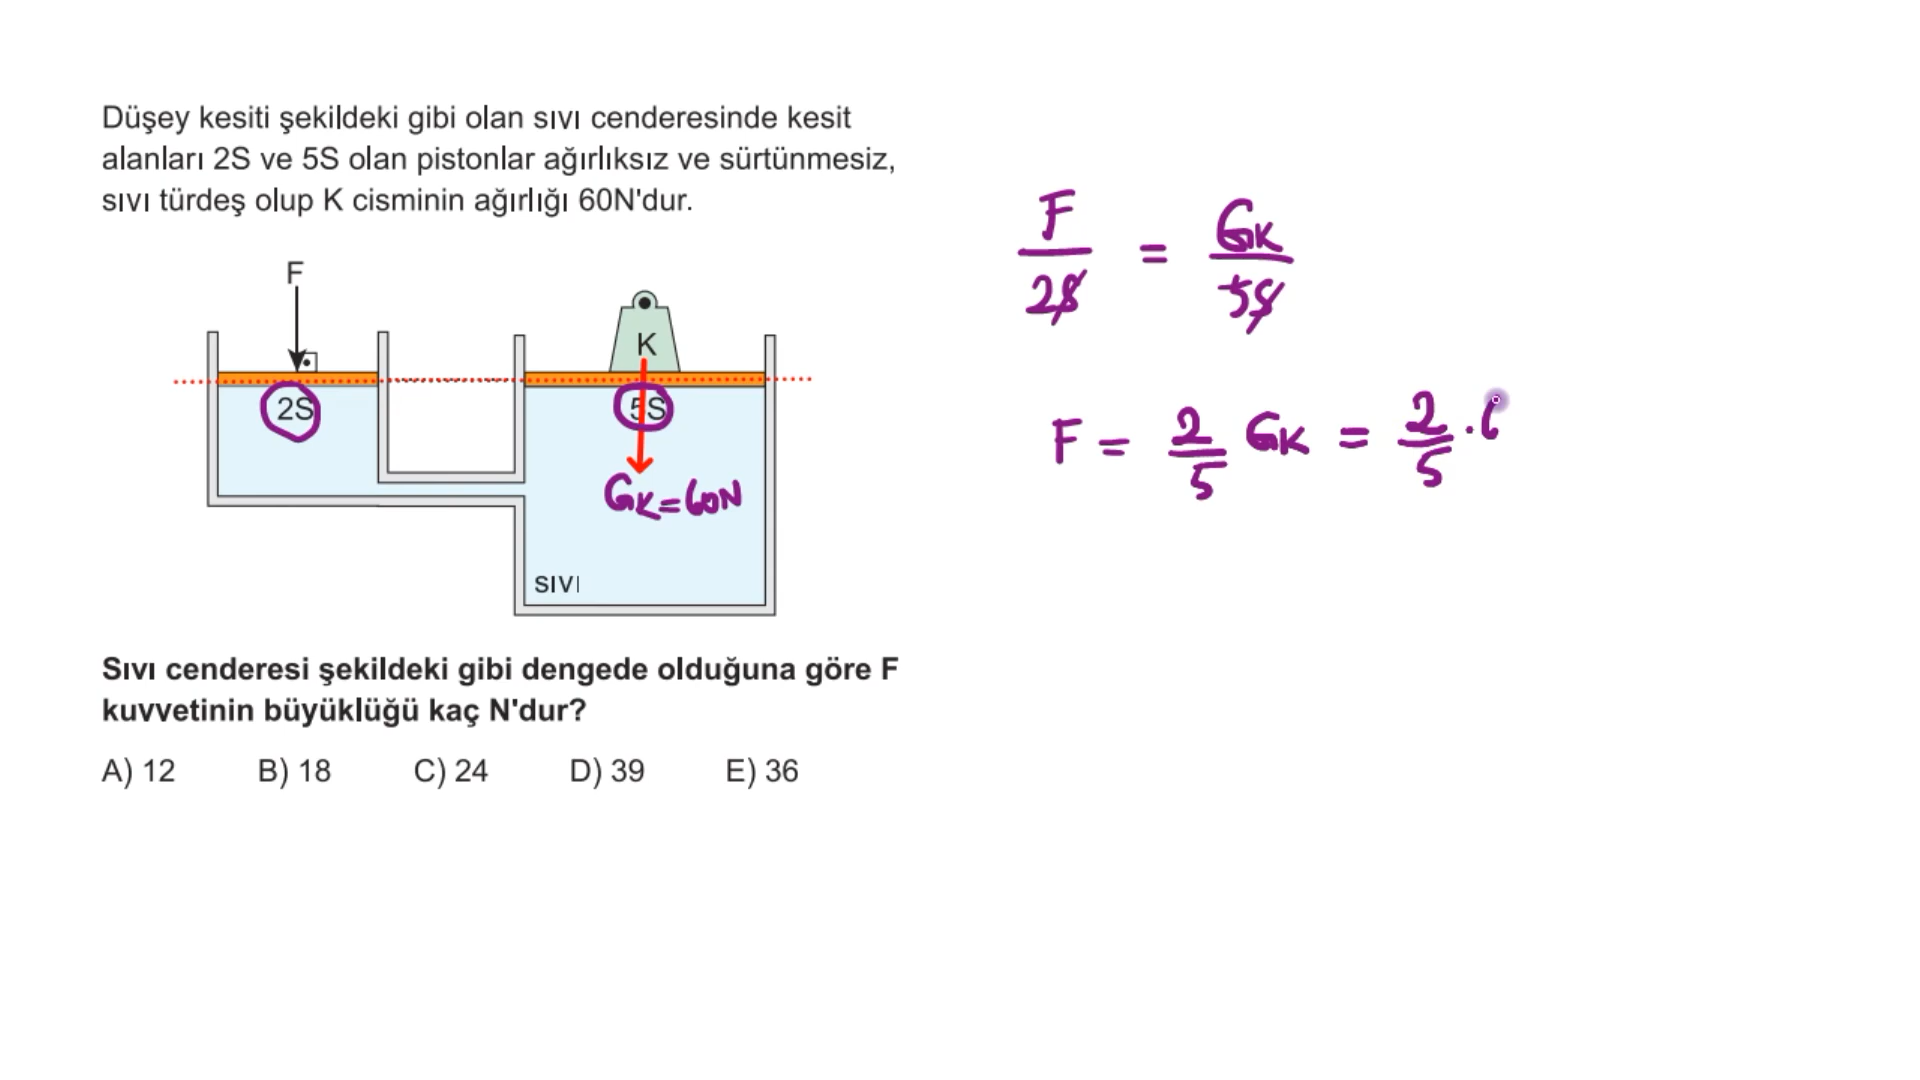 Düşey kesiti şekildeki gibi olan sıvı cenderesinde kesit
alanları 2S ve 5S olan pistonlar ağırlıksız ve sürtünmesiz,
sıvı türdeş olup K cisminin ağırlığı 60N'dur.
F
K
2S
5S
GK=60N
SIVI
Sıvı cenderesi şekildeki gibi dengede olduğuna göre F
kuvvetinin büyüklüğü kaç N'dur?
A) 12 B) 18 C) 24 D) 39 E) 36
F/2S = GK/5S
F = 2/5 GK = 2/5 .